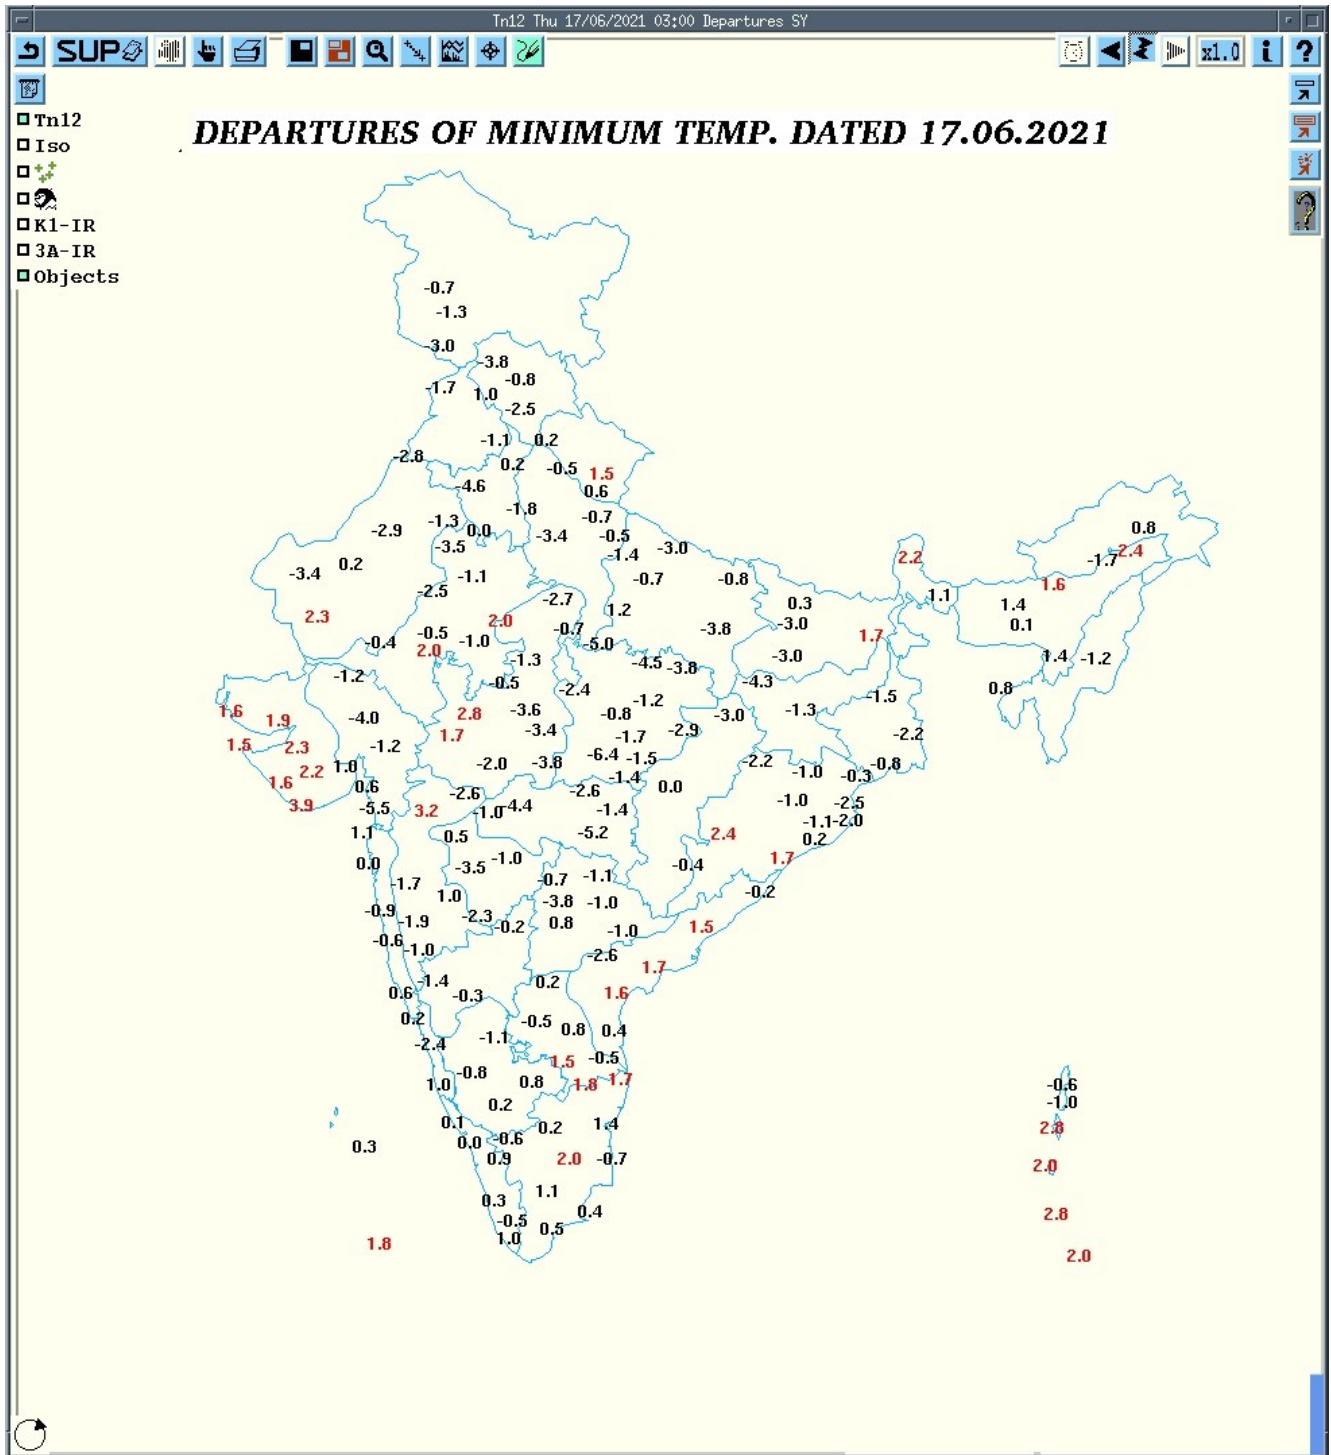 Tn12 Thu 17/06/2021 03:00 Departures SY
SUP
x1.0 i ?
Tn12
DEPARTURES OF MINIMUM TEMP. DATED 17.06.2021
Iso
K1-IR
3A-IR
Objects
-0.7
-1.3
-3.0
-3.8
-0.8
-1.7
1.0
-2.5
-1.1 0.2
-2.8
0.2 -0.5 1.5
-4.6 0.6
-1.8
-1.3 -0.7
-2.9 0.0 0.8
-3.4 -0.5
-3.5 -3.0 2.4
-1.4 2.2 -1.7
0.2
-3.4 -1.1 -0.7 -0.8 1.6
-2.5 1.1
-2.7 0.3 1.4
1.2
2.3 2.0 -3.0 0.1
-0.7 -3.8
-0.5 1.7
-0.4 -1.0 -5.0
2.0 -3.0 1.4 -1.2
-1.3 -4.5 -3.8
-1.2 -0.5 -4.3
-2.4 0.8
-1.2 -1.5
1.6 -3.6 -1.3
1.9 -4.0 2.8 -0.8 -3.0
1.7 -3.4 -1.7 -2.9 -2.2
1.5 2.3 -1.2
-6.4 -1.5
1.0 -2.0 -3.8 -2.2 -0.8
2.2 -1.4 -1.0 -0.3
1.6 0.6 0.0
-2.6 -2.6
3.9 -5.5 3.2 -4.4 -1.0 -2.5
-1.0 -1.4
-1.1 -2.0
1.1 0.5 -5.2 2.4 0.2
0.0 -1.0 1.7
-3.5 -0.4
-1.7 -0.7 -1.1
1.0 -0.2
-3.8 -1.0
-0.9 -1.9 -2.3
-0.2 0.8 1.5
-0.6 -1.0
-1.0
-2.6
1.7
-1.4 0.2
0.6 -0.3 1.6
0.2 -0.5
0.8 0.4
-2.4 -1.1
1.5 -0.5
-0.8
1.0 0.8 1.8 1.7 -0.6
0.2 -1.0
0.1 0.2 1.4 2.8
0.3 0.0 -0.6
0.9 2.0 -0.7 2.0
0.3 1.1
-0.5 0.4 2.8
0.5
1.8 1.0
2.0